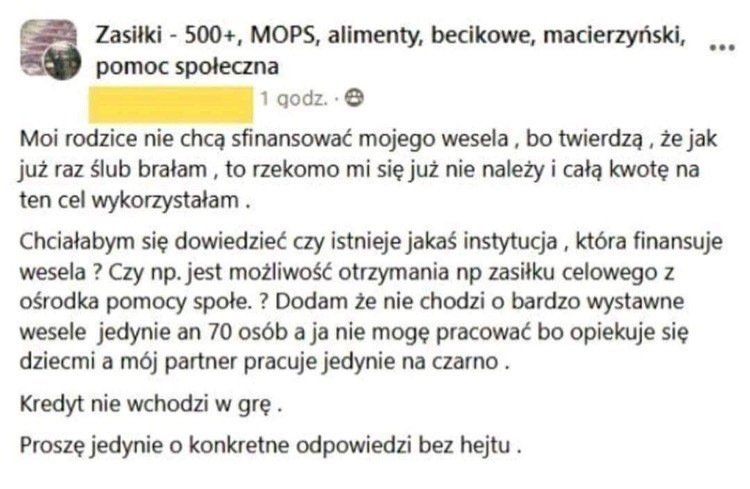 Zasiłki - 500+, MOPS, alimenty, becikowe, macierzyński,
pomoc społeczna
1 godz. ·
Moi rodzice nie chcą sfinansować mojego wesela , bo twierdzą , że jak
już raz ślub brałam , to rzekomo mi się już nie należy i całą kwotę na
ten cel wykorzystałam .
Chciałabym się dowiedzieć czy istnieje jakaś instytucja , która finansuje
wesela ? Czy np. jest możliwość otrzymania np zasiłku celowego z
ośrodka pomocy społe. ? Dodam że nie chodzi o bardzo wystawne
wesele jedynie an 70 osób a ja nie mogę pracować bo opiekuje się
dziecmi a mój partner pracuje jedynie na czarno .
Kredyt nie wchodzi w grę .
Proszę jedynie o konkretne odpowiedzi bez hejtu .